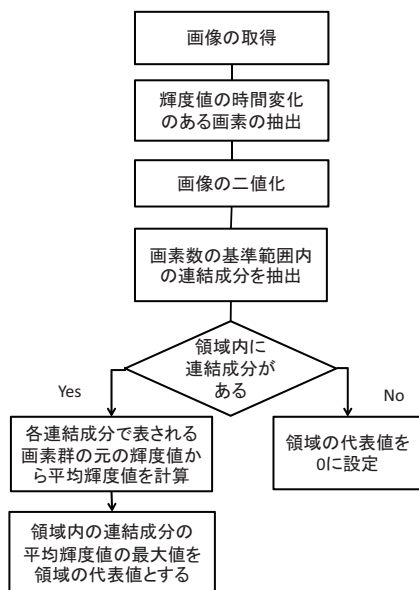 画像の取得
輝度値の時間変化
のある画素の抽出
画像の二値化
画素数の基準範囲内
の連結成分を抽出
領域内に
連結成分が
ある
Yes
No
各連結成分で表される
画素群の元の輝度値か
ら平均輝度値を計算
領域の代表値を
0に設定
領域内の連結成分の
平均輝度値の最大値を
領域の代表値とする